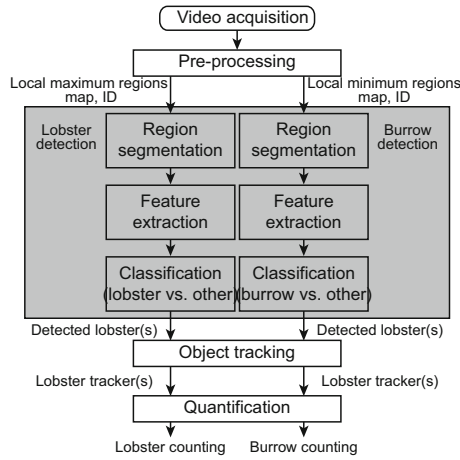 Video acquisition
Pre-processing
Local maximum regions
map, ID
Local minimum regions
map, ID
Lobster
detection
Region
segmentation
Region
segmentation
Burrow
detection
Feature
extraction
Feature
extraction
Classification
(lobster vs. other)
Classification
(burrow vs. other)
Detected lobster(s)
Detected lobster(s)
Object tracking
Lobster tracker(s)
Lobster tracker(s)
Quantification
Lobster counting
Burrow counting